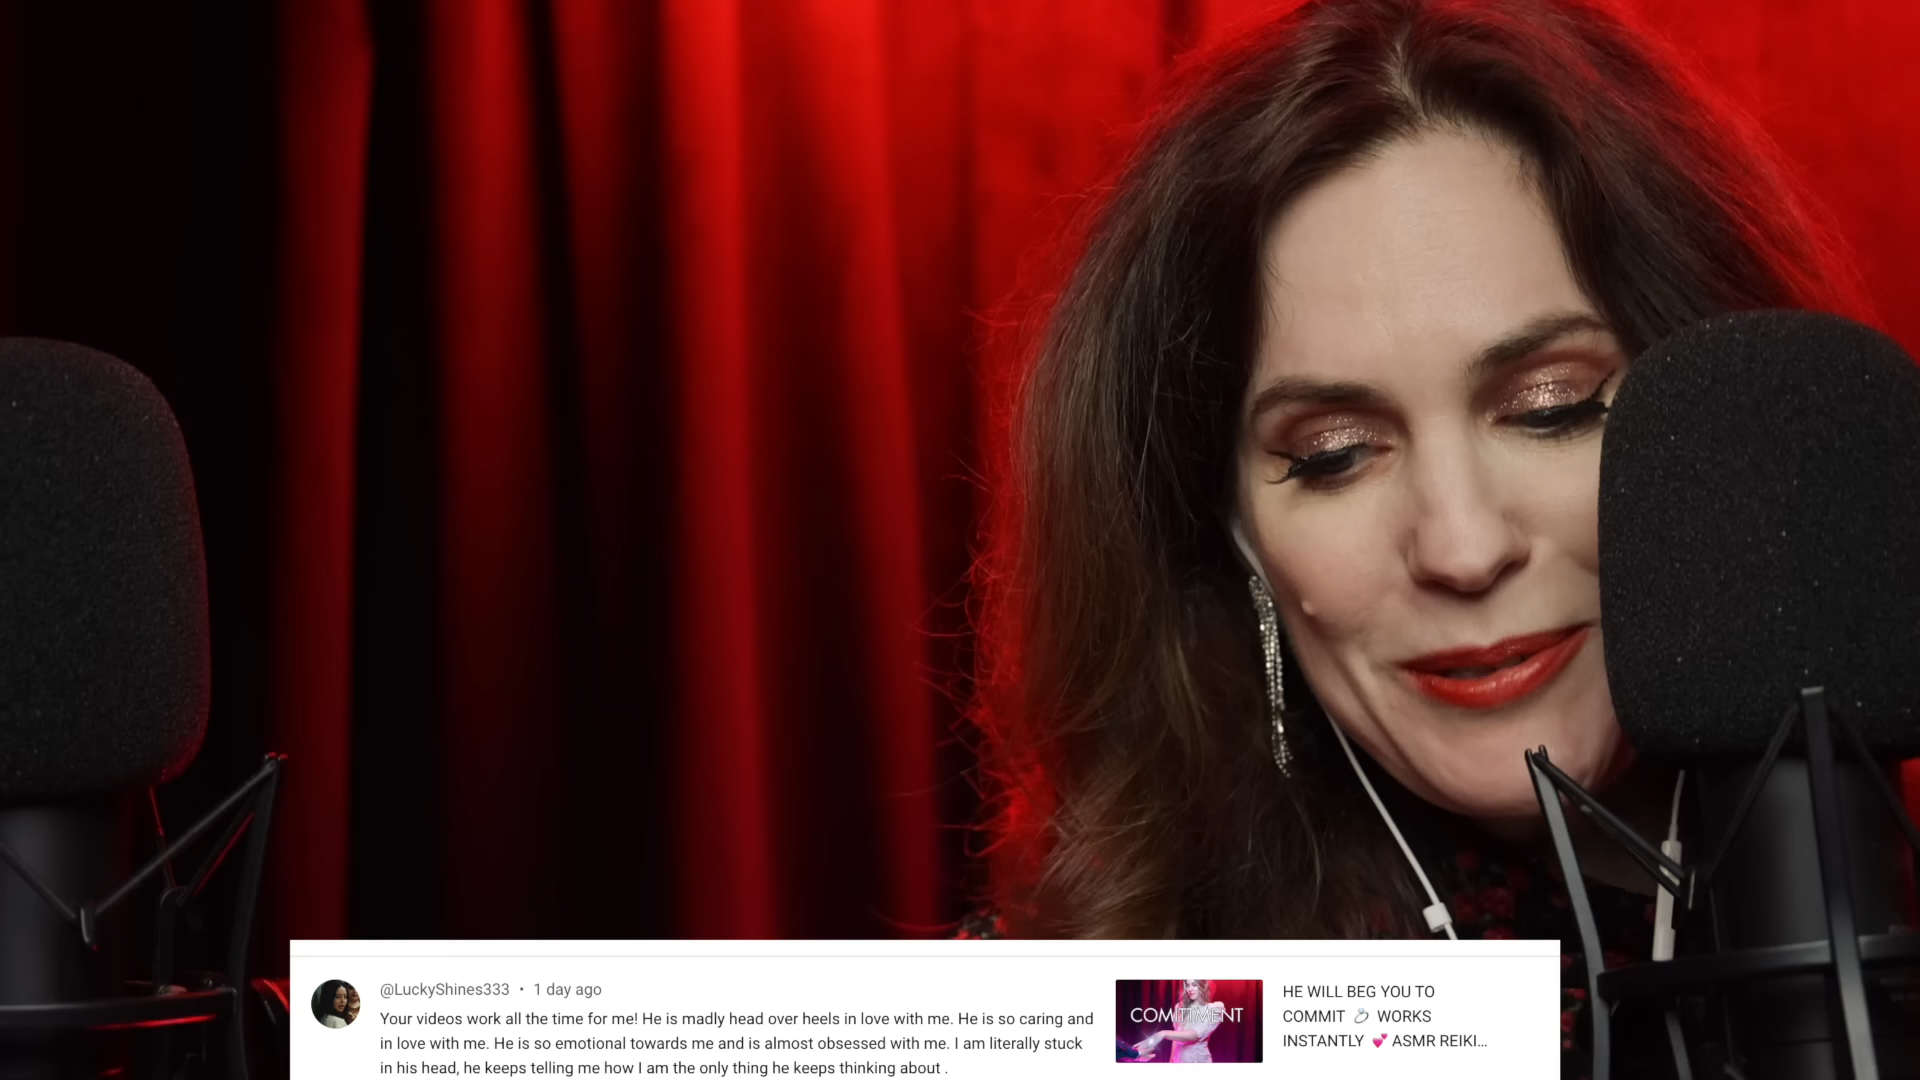 @LuckyShines333 • 1 day ago
Your videos work all the time for me! He is madly head over heels in love with me. He is so caring and
in love with me. He is so emotional towards me and is almost obsessed with me. I am literally stuck
in his head, he keeps telling me how I am the only thing he keeps thinking about .
COMITMENT
HE WILL BEG YOU TO
COMMIT 💍 WORKS
INSTANTLY 💞 ASMR REIKI...